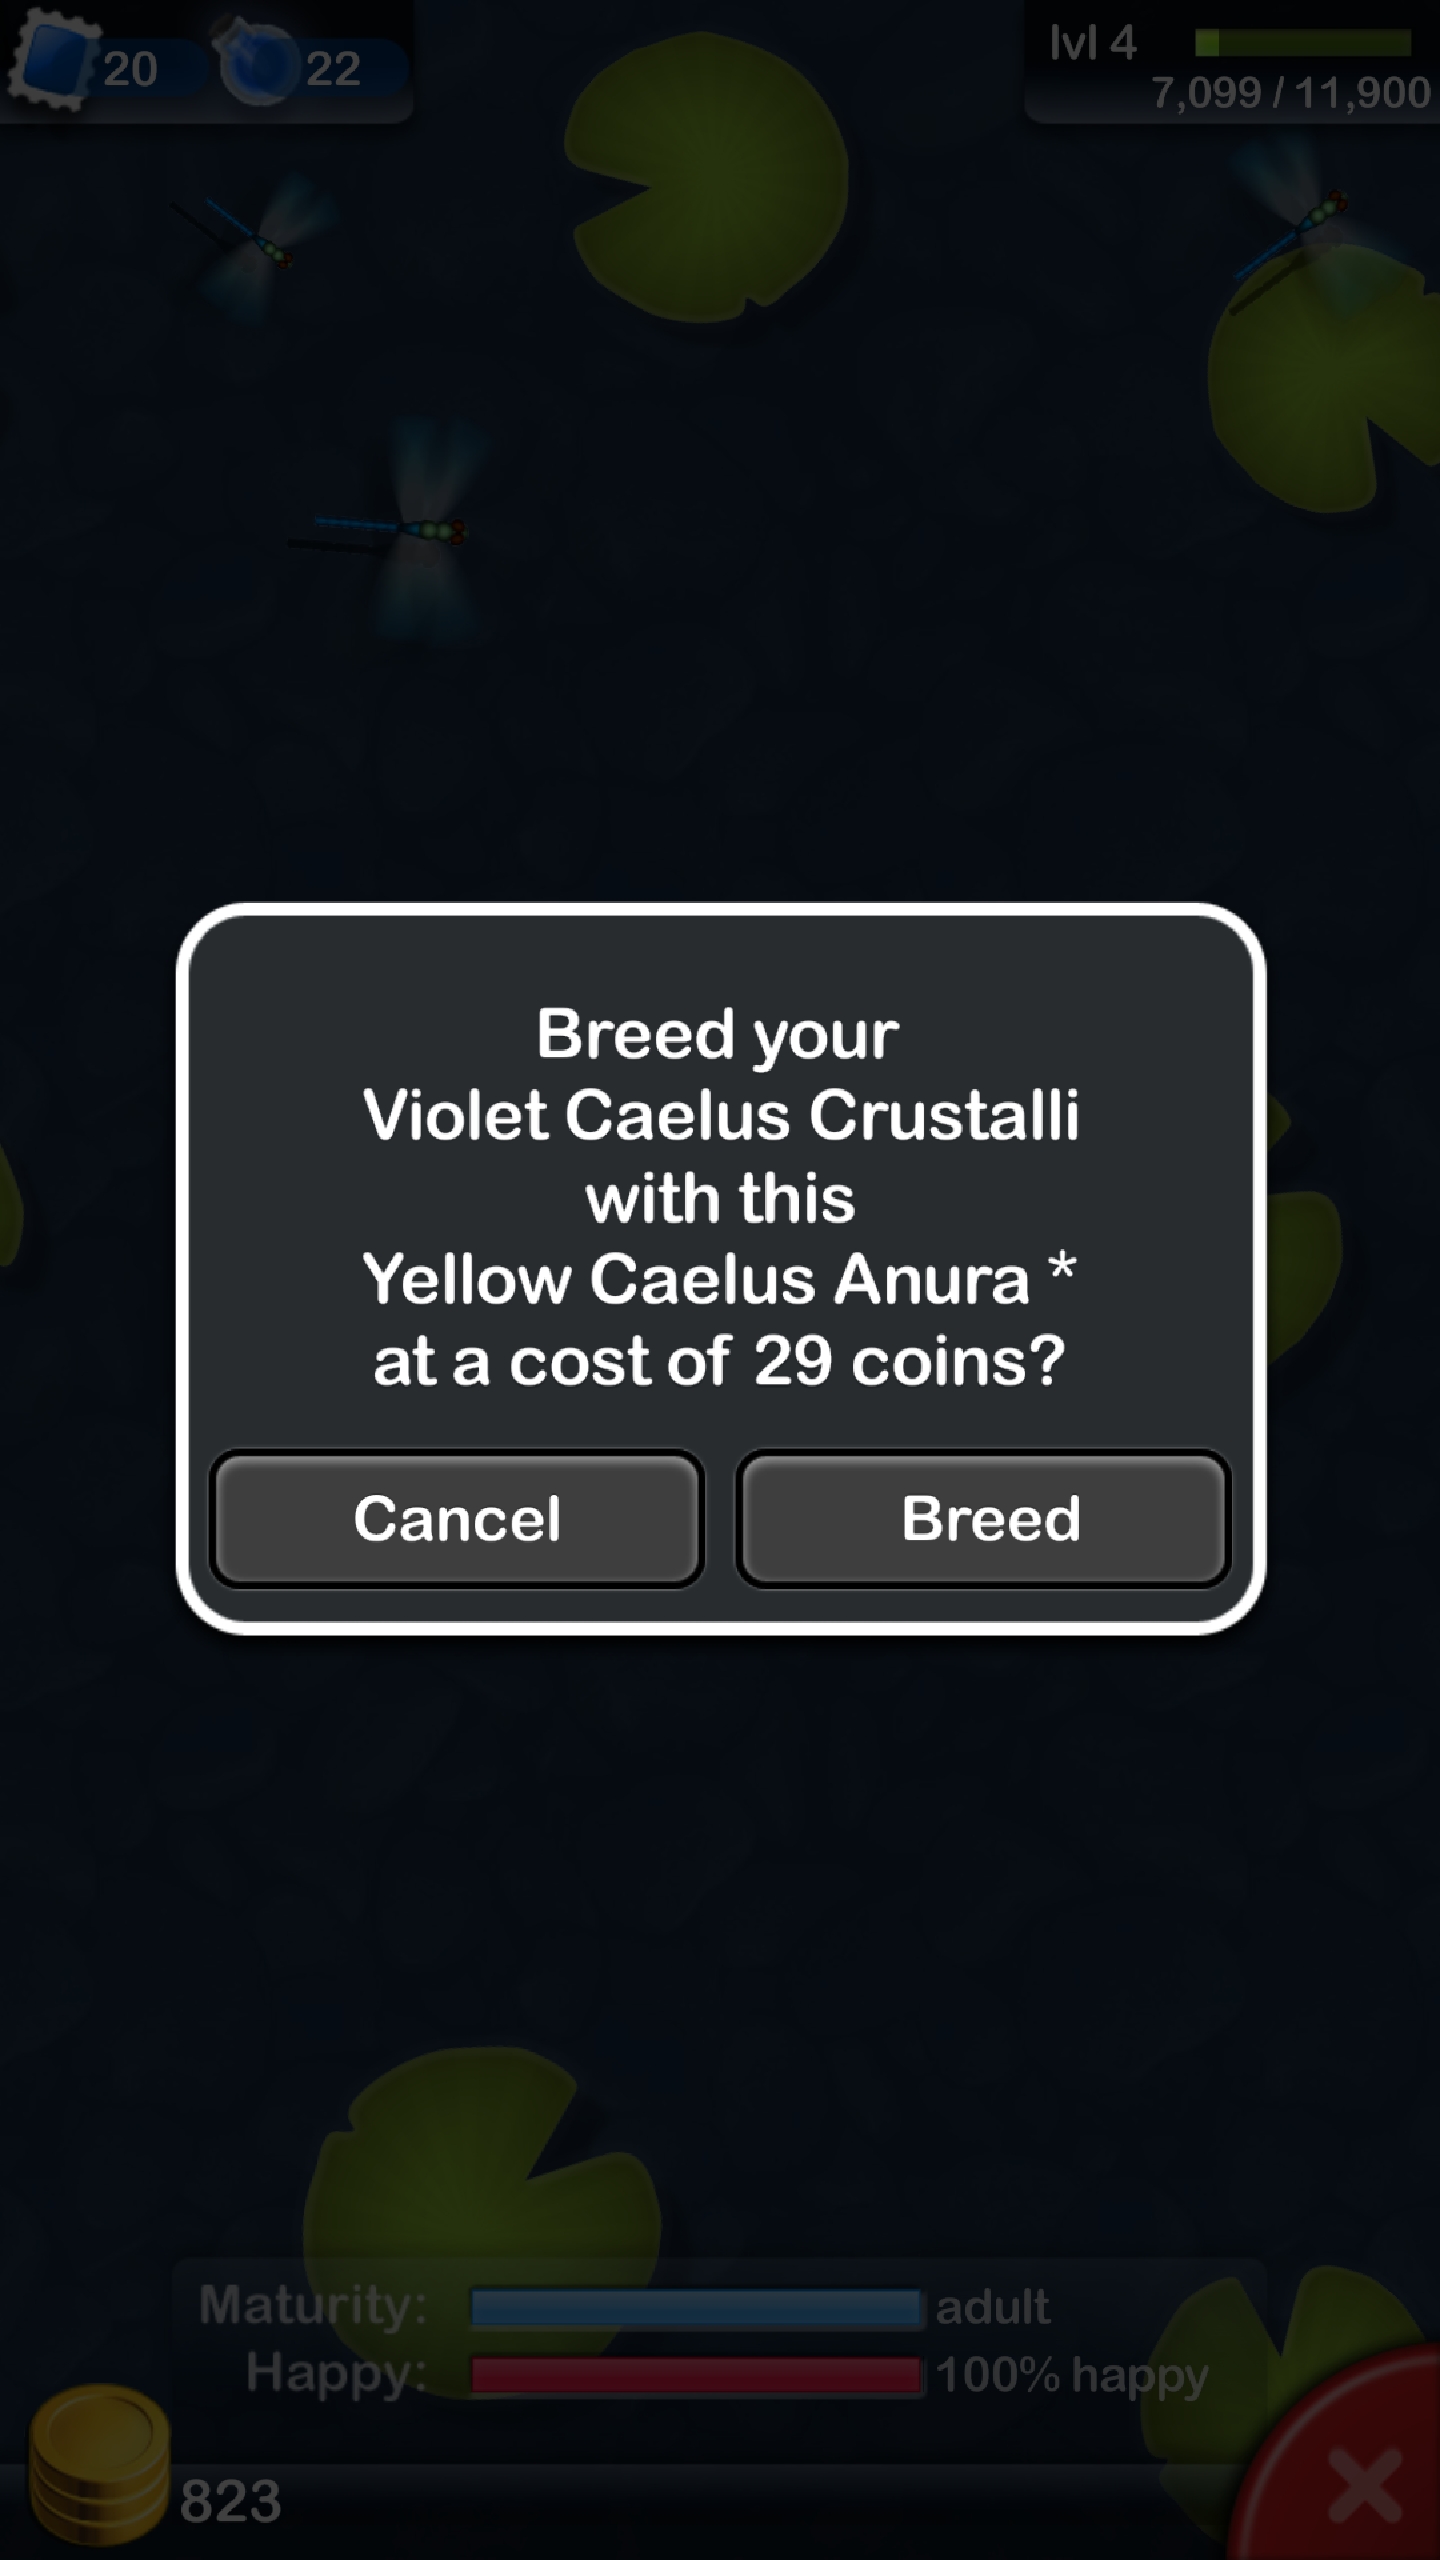 20
22
lvl 4
7,099 / 11,900
Breed your
Violet Caelus Crustalli
with this
Yellow Caelus Anura *
at a cost of 29 coins?
Cancel
Breed
Maturity:
adult
Happy:
100% happy
823